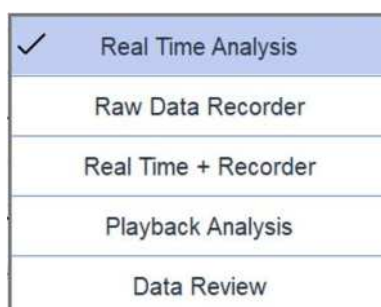 Real Time Analysis
Raw Data Recorder
Real Time + Recorder
Playback Analysis
Data Review